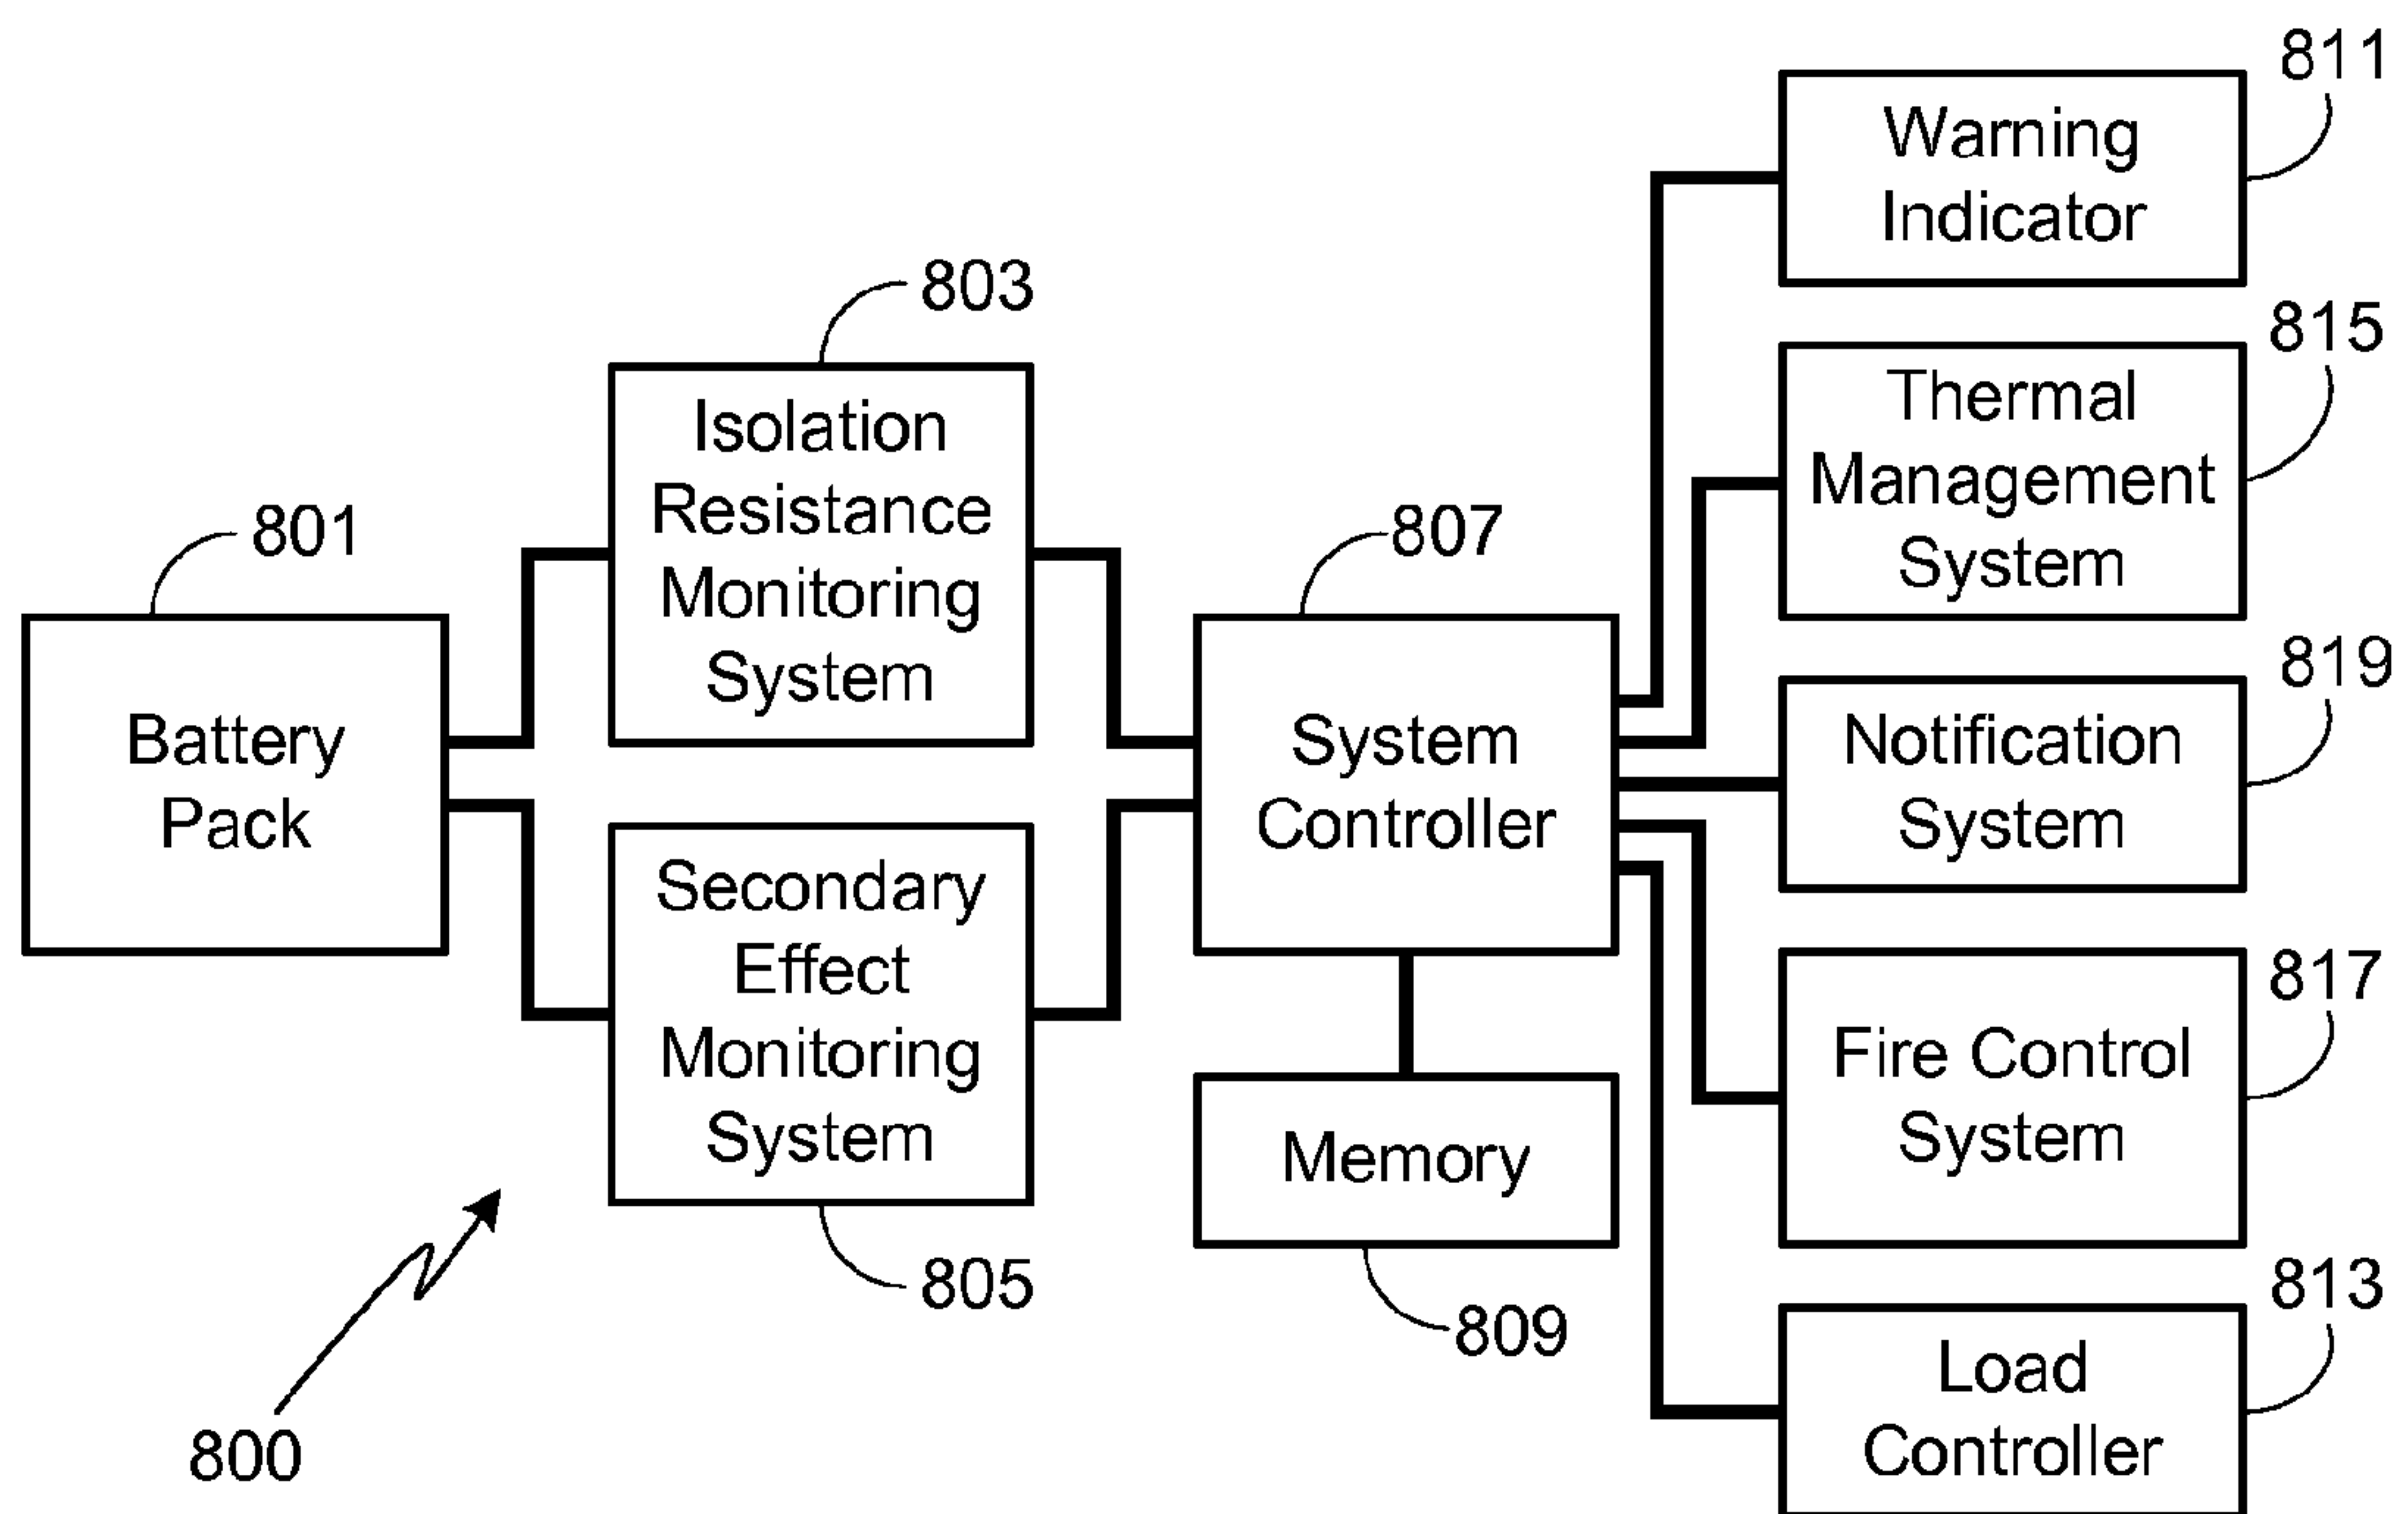 811
Warning
Indicator
803
815
Isolation
Resistance
Monitoring
System
Thermal
Management
System
801
807
819
Battery
Pack
System
Controller
Notification
System
Secondary
Effect
Monitoring
System
817
Fire Control
System
Memory
805
809
813
Load
Controller
800